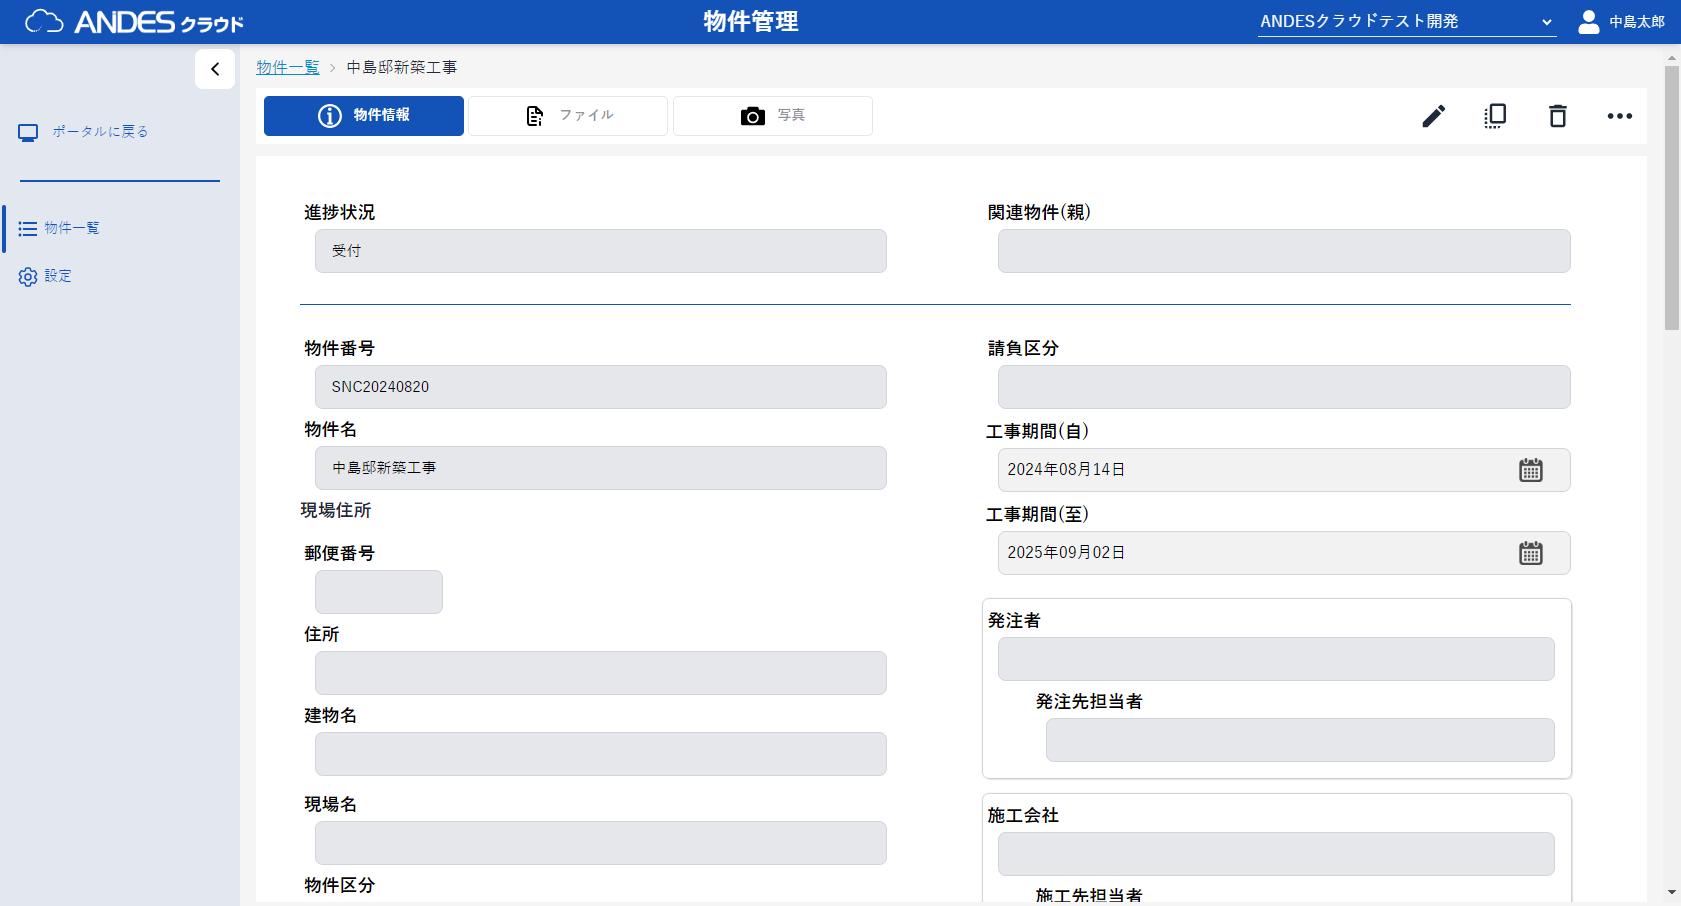 ANDES クラウド
物件管理
ANDESクラウドテスト開発
中島太郎
ポータルに戻る
物件一覧
設定
物件一覧 > 中島邸新築工事
物件情報
ファイル
写真
進捗状況
受付
関連物件(親)
物件番号
SNC20240820
物件名
中島邸新築工事
現場住所
郵便番号
住所
建物名
現場名
物件区分
請負区分
工事期間(自)
2024年08月14日
工事期間(至)
2025年09月02日
発注者
発注先担当者
施工会社
施工先担当者